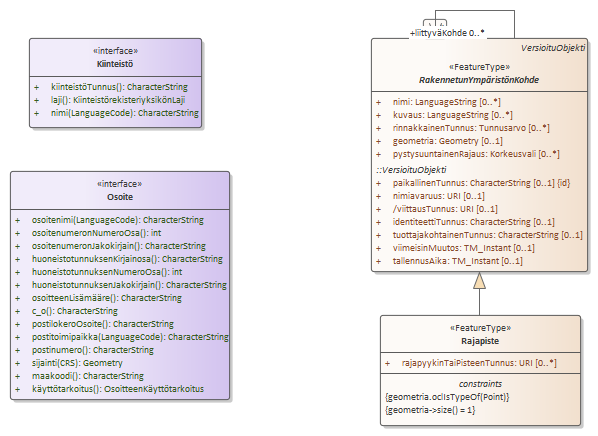 «interface»
Kiinteistö
+ kiinteistöTunnus(): CharacterString
+ laji(): KiinteistörekisteriyksikönLaji
+ nimi(LanguageCode): CharacterString
«interface»
Osoite
+ osoitenimi(LanguageCode): CharacterString
+ osoitenumeronNumeroOsa(): int
+ osoitenumeronJakokirjain(): CharacterString
+ huoneistotunnuksenKirjainosa(): CharacterString
+ huoneistotunnuksenNumeroOsa(): int
+ huoneistotunnuksenJakokirjain(): CharacterString
+ osoitteenLisämääre(): CharacterString
+ c_o(): CharacterString
+ postilokeroOsoite(): CharacterString
+ postitoimipaikka(LanguageCode): CharacterString
+ postinumero(): CharacterString
+ sijainti(CRS): Geometry
+ maakoodi(): CharacterString
+ käyttötarkoitus(): OsoitteenKäyttötarkoitus
+liittyväKohde 0..*
VersioituObjekti
«FeatureType»
RakennetunYmpäristönKohde
+ nimi: LanguageString [0..*]
+ kuvaus: LanguageString [0..*]
+ rinnakkainenTunnus: Tunnusarvo [0..*]
+ geometria: Geometry [0..1]
+ pystysuuntainenRajaus: Korkeusvali [0..*]
::VersioituObjekti
+ paikallinenTunnus: CharacterString [0..1] {id}
+ nimiavaruus: URI [0..1]
+ /viittausTunnus: URI [0..1]
+ identiteettiTunnus: CharacterString [0..1]
+ tuottajakohtainenTunnus: CharacterString [0..1]
+ viimeisinMuutos: TM_Instant [0..1]
+ tallennusAika: TM_Instant [0..1]
«FeatureType»
Rajapiste
+ rajapyykinTaiPisteenTunnus: URI [0..*]
constraints
{geometria.oclIsTypeOf(Point)}
{geometria->size() = 1}